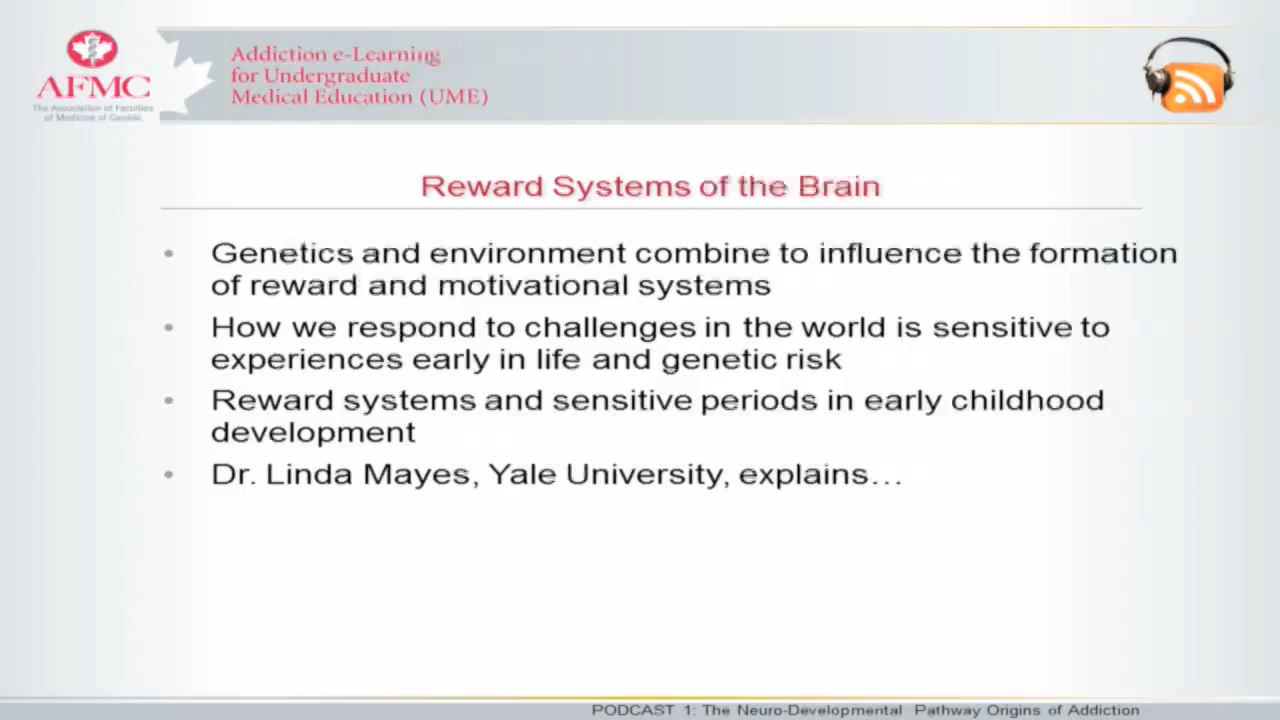 AFMC
The Association of Faculties
of Medicine of Canada
Addiction e-Learning
for Undergraduate
Medical Education (UME)
Reward Systems of the Brain
• Genetics and environment combine to influence the formation
of reward and motivational systems
• How we respond to challenges in the world is sensitive to
experiences early in life and genetic risk
• Reward systems and sensitive periods in early childhood
development
• Dr. Linda Mayes, Yale University, explains…
PODCAST 1: The Neuro-Developmental Pathway Origins of Addiction